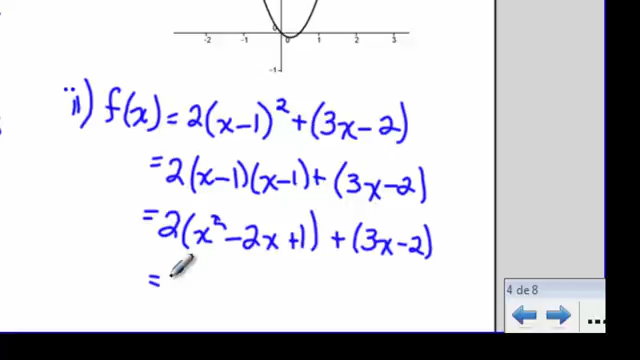 0
-2 -1 0 1 2 3
-1
ii) f(x) = 2(x-1)² + (3x-2)
= 2(x-1)(x-1) + (3x-2)
= 2(x²-2x+1) + (3x-2)
=
4 de 8
...